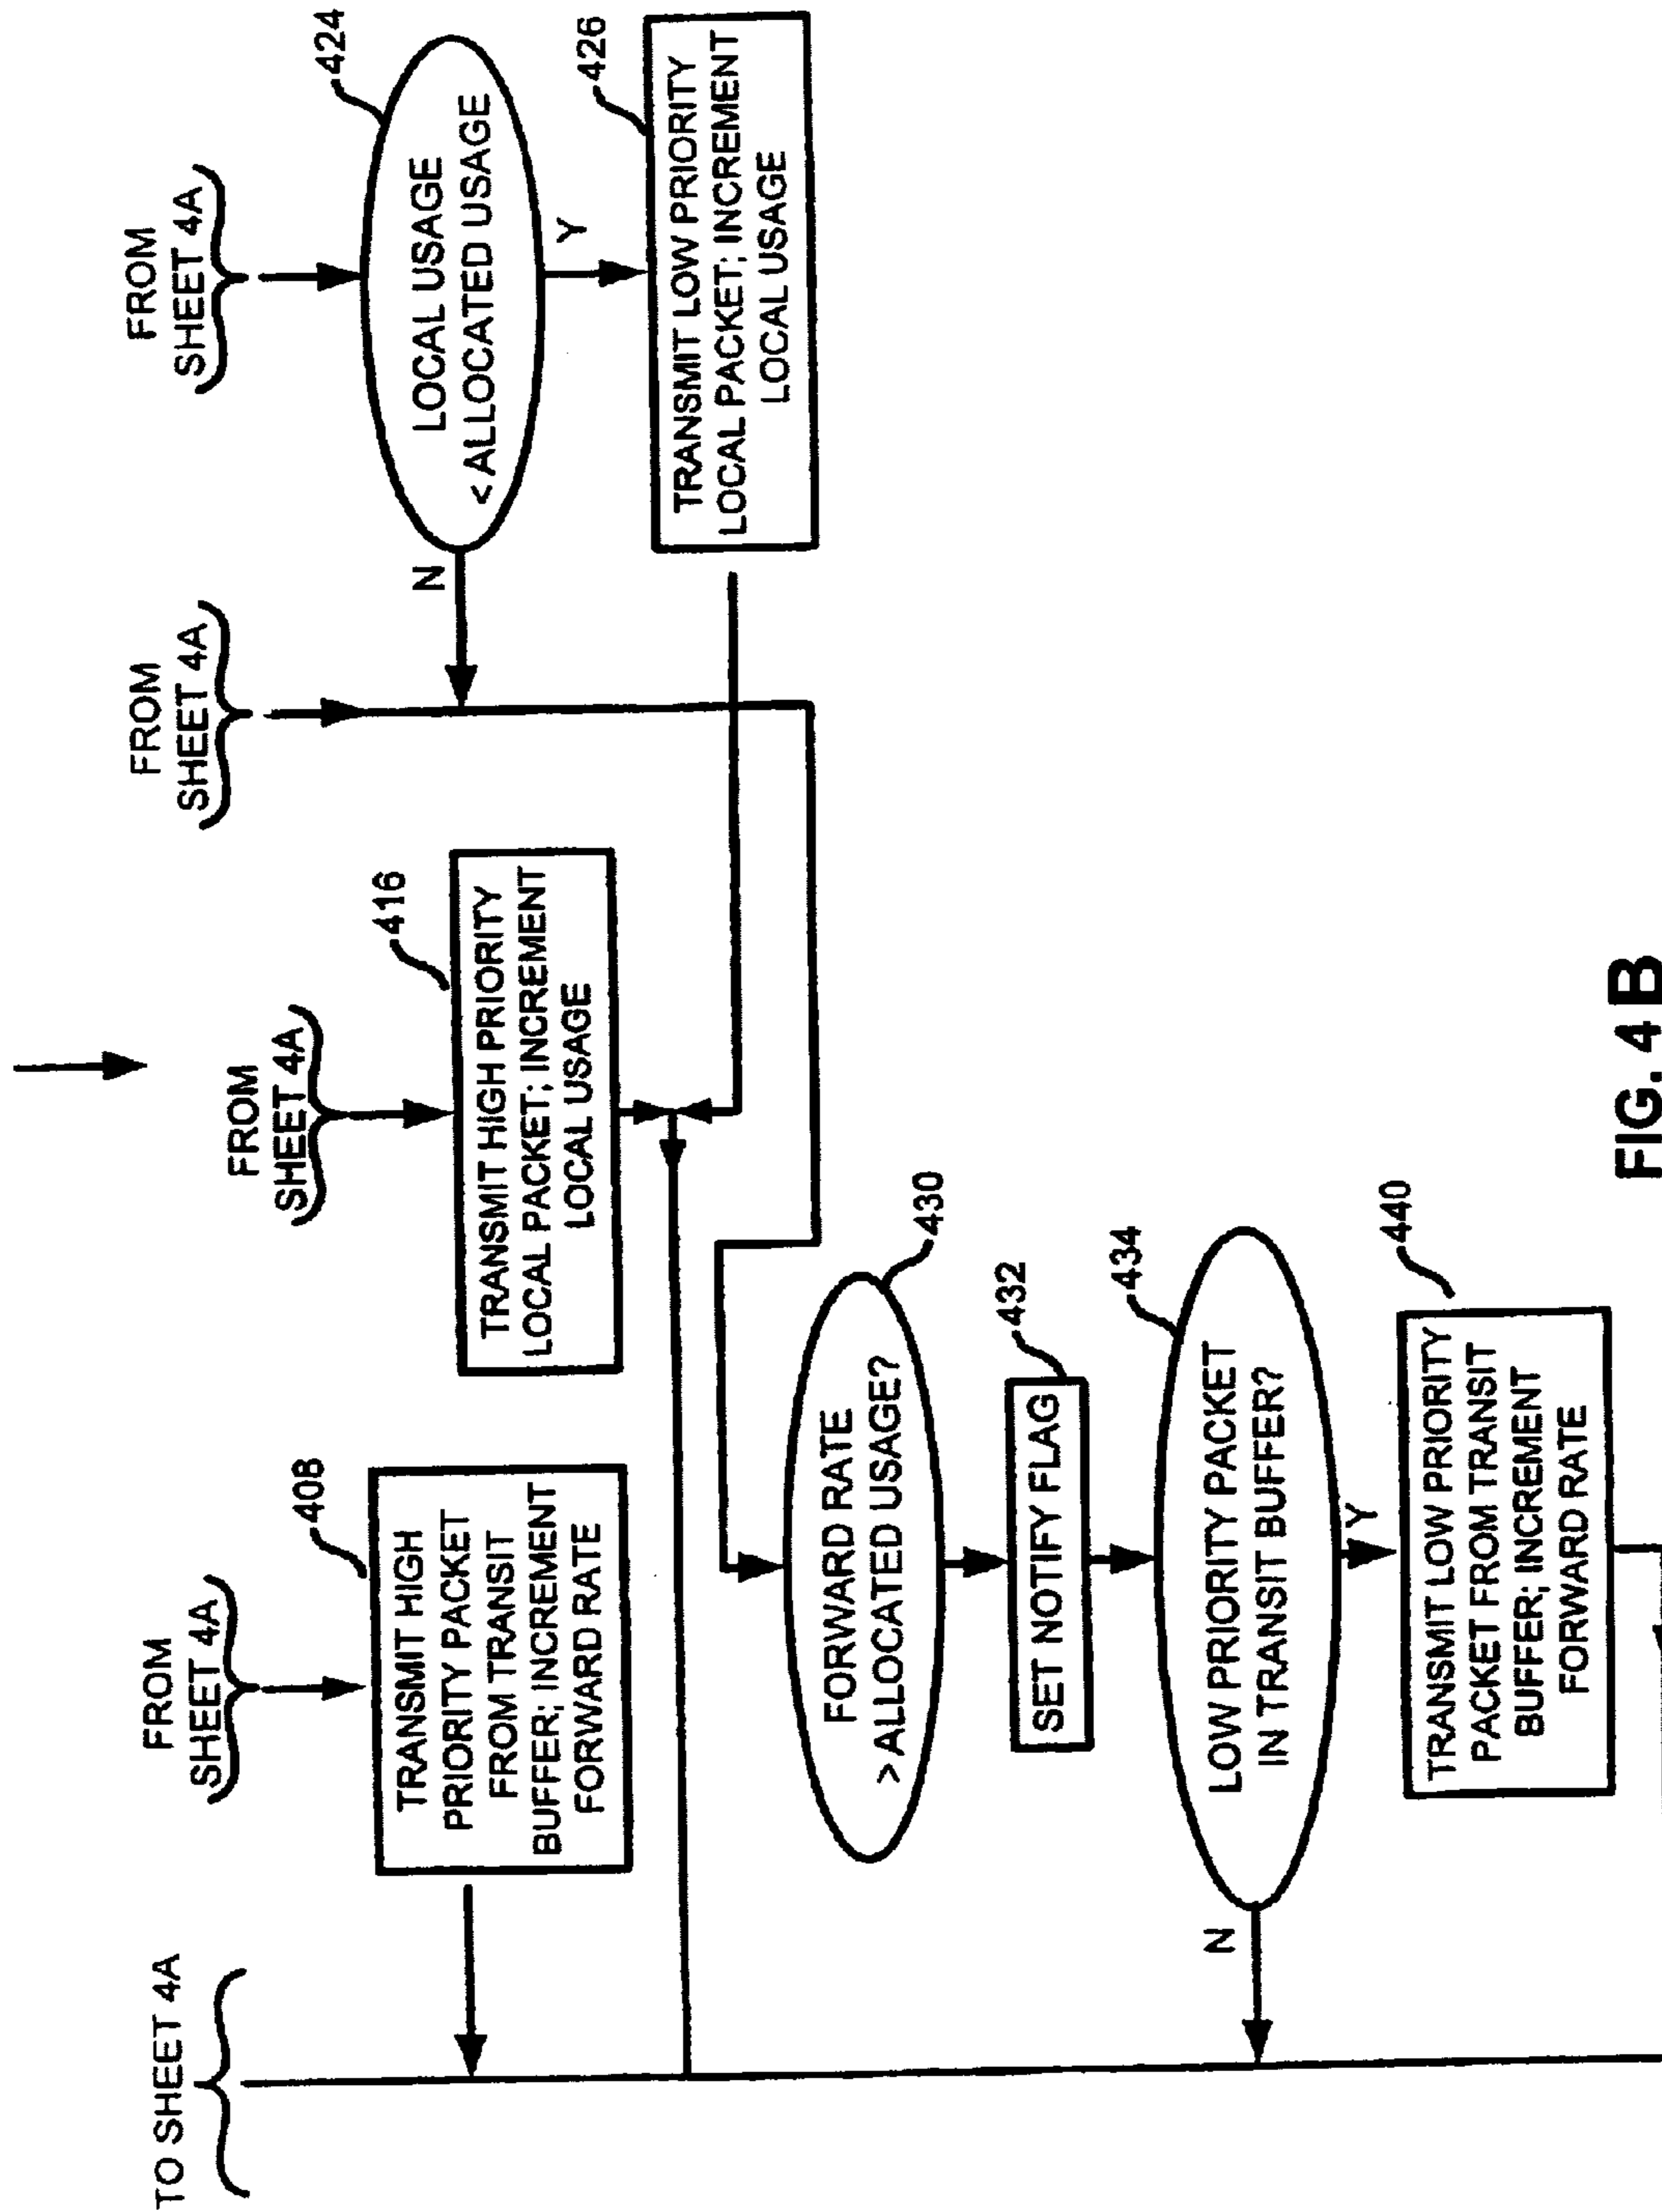 TO SHEET 4A
FROM
SHEET 4A
FROM
SHEET 4A
FROM
SHEET 4A
FROM
SHEET 4A
408
TRANSMIT HIGH
PRIORITY PACKET
FROM TRANSIT
BUFFER; INCREMENT
FORWARD RATE
416
TRANSMIT HIGH PRIORITY
LOCAL PACKET; INCREMENT
LOCAL USAGE
424
LOCAL USAGE
< ALLOCATED USAGE
N
Y
426
TRANSMIT LOW PRIORITY
LOCAL PACKET; INCREMENT
LOCAL USAGE
430
FORWARD RATE
> ALLOCATED USAGE?
432
SET NOTIFY FLAG
434
LOW PRIORITY PACKET
IN TRANSIT BUFFER?
N
Y
440
TRANSMIT LOW PRIORITY
PACKET FROM TRANSIT
BUFFER; INCREMENT
FORWARD RATE
FIG. 4 B